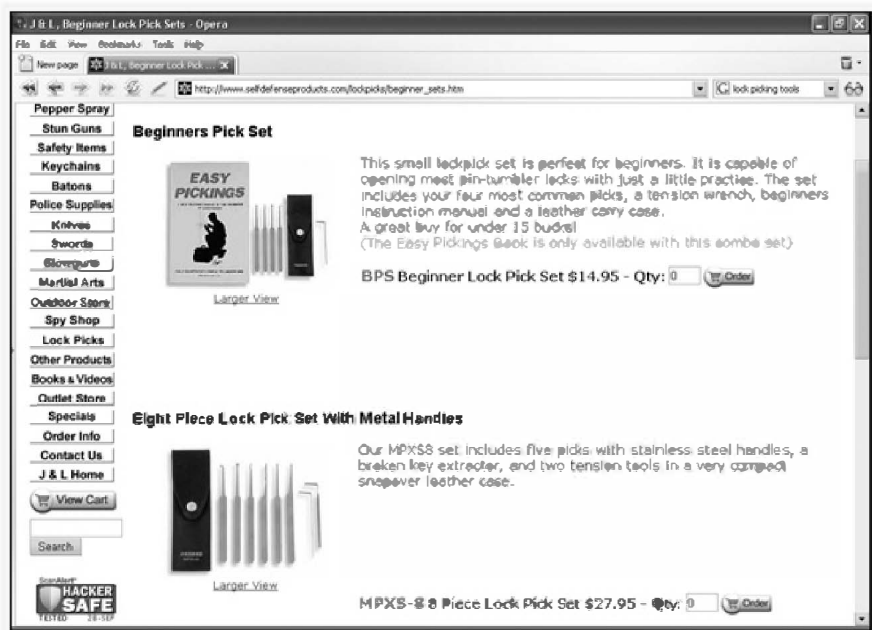 J & L, Beginner Lock Pick Sets - Opera
File Edit View Bookmarks Tools Help
New page J & L, Beginner Lock Pick ...
http://www.selfdefenseproducts.com/lockpicks/beginner_sets.htm
lock picking tools
Pepper Spray
Stun Guns
Safety Items
Keychains
Batons
Police Supplies
Knives
Swords
Blowguns
Martial Arts
Outdoor Store
Spy Shop
Lock Picks
Other Products
Books & Videos
Outlet Store
Specials
Order Info
Contact Us
J & L Home
View Cart
Search
ScanAlert
HACKER
SAFE
TESTED 28-SEP
Beginners Pick Set
EASY
PICKINGS
Larger View
This small lockpick set is perfect for beginners. It is capable of
opening most pin-tumbler locks with just a little practice. The set
includes your four most common picks, a tension wrench, beginners
instruction manual and a leather carry case.
A great buy for under 15 bucks!
(The Easy Pickings Book is only available with this combo set)
BPS Beginner Lock Pick Set $14.95 - Qty: 0 Order
Eight Piece Lock Pick Set With Metal Handles
Larger View
Our MPXS8 set includes five picks with stainless steel handles, a
broken key extractor, and two tension tools in a very compact
snapover leather case.
MPXS-8 8 Piece Lock Pick Set $27.95 - Qty: 0 Order